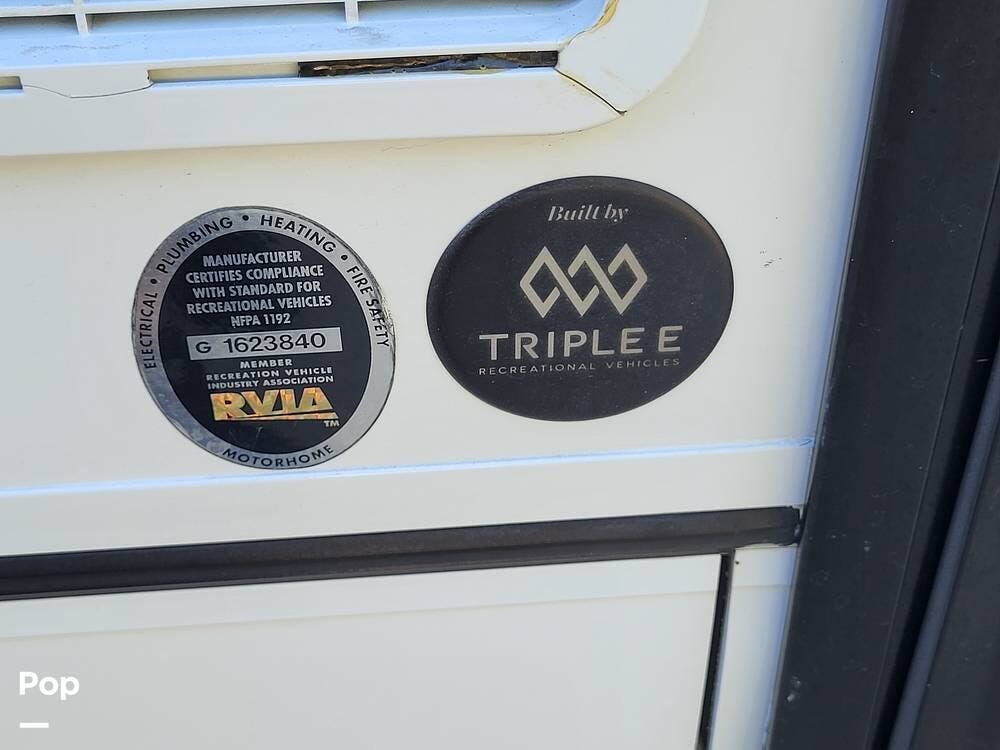 ELECTRICAL • PLUMBING • HEATING • FIRE SAFETY
MANUFACTURER
CERTIFIES COMPLIANCE
WITH STANDARD FOR
RECREATIONAL VEHICLES
NFPA 1192
G 1623840
MEMBER
RECREATION VEHICLE
INDUSTRY ASSOCIATION
RVIA
TM
MOTORHOME
Built by
TRIPLE E
RECREATIONAL VEHICLES
Pop